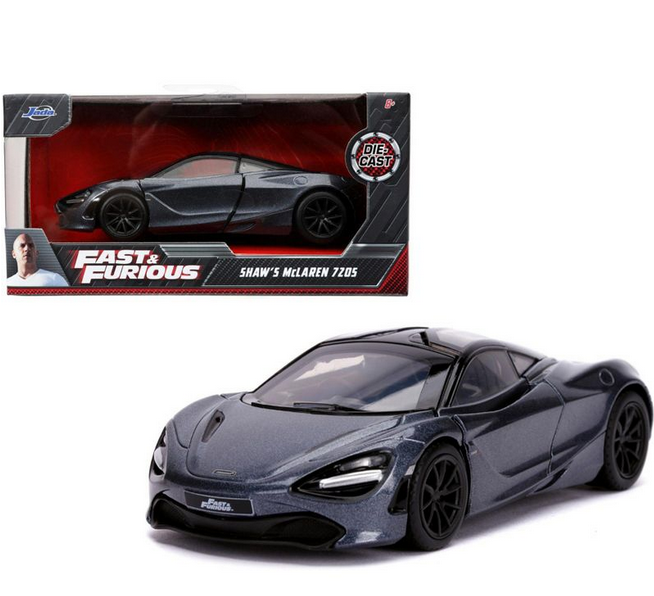 Jada
8+
DIE-
CAST
FAST &
FURIOUS
SHAW'S McLAREN 720S
FAST &
FURIOUS